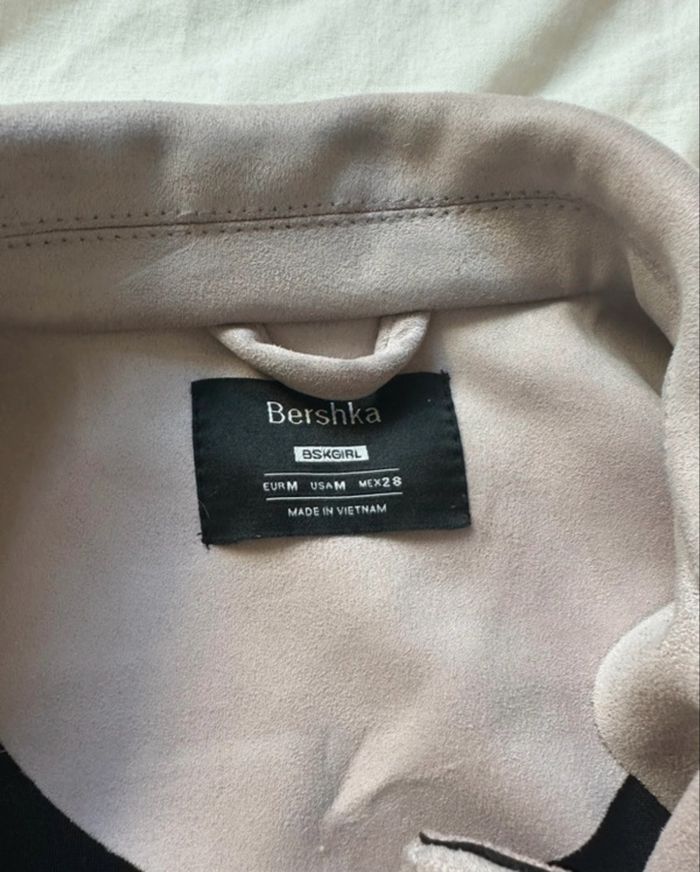 Bershka
BSKGIRL
EUR M USA M MEX 28
MADE IN VIETNAM